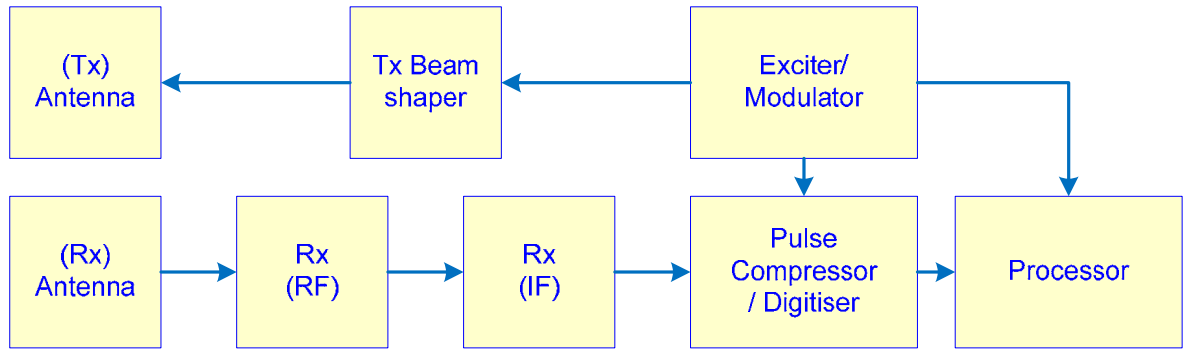 (Tx)
Antenna
Tx Beam
shaper
Exciter/
Modulator
(Rx)
Antenna
Rx
(RF)
Rx
(IF)
Pulse
Compressor
/ Digitiser
Processor